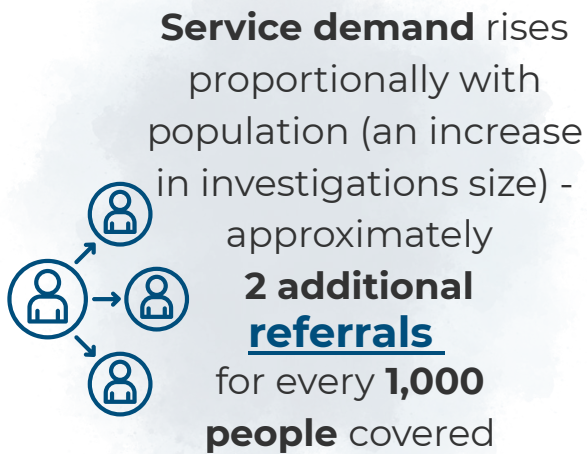 Service demand rises
proportionally with
population (an increase
in investigations size) -
approximately
2 additional
referrals
for every 1,000
people covered